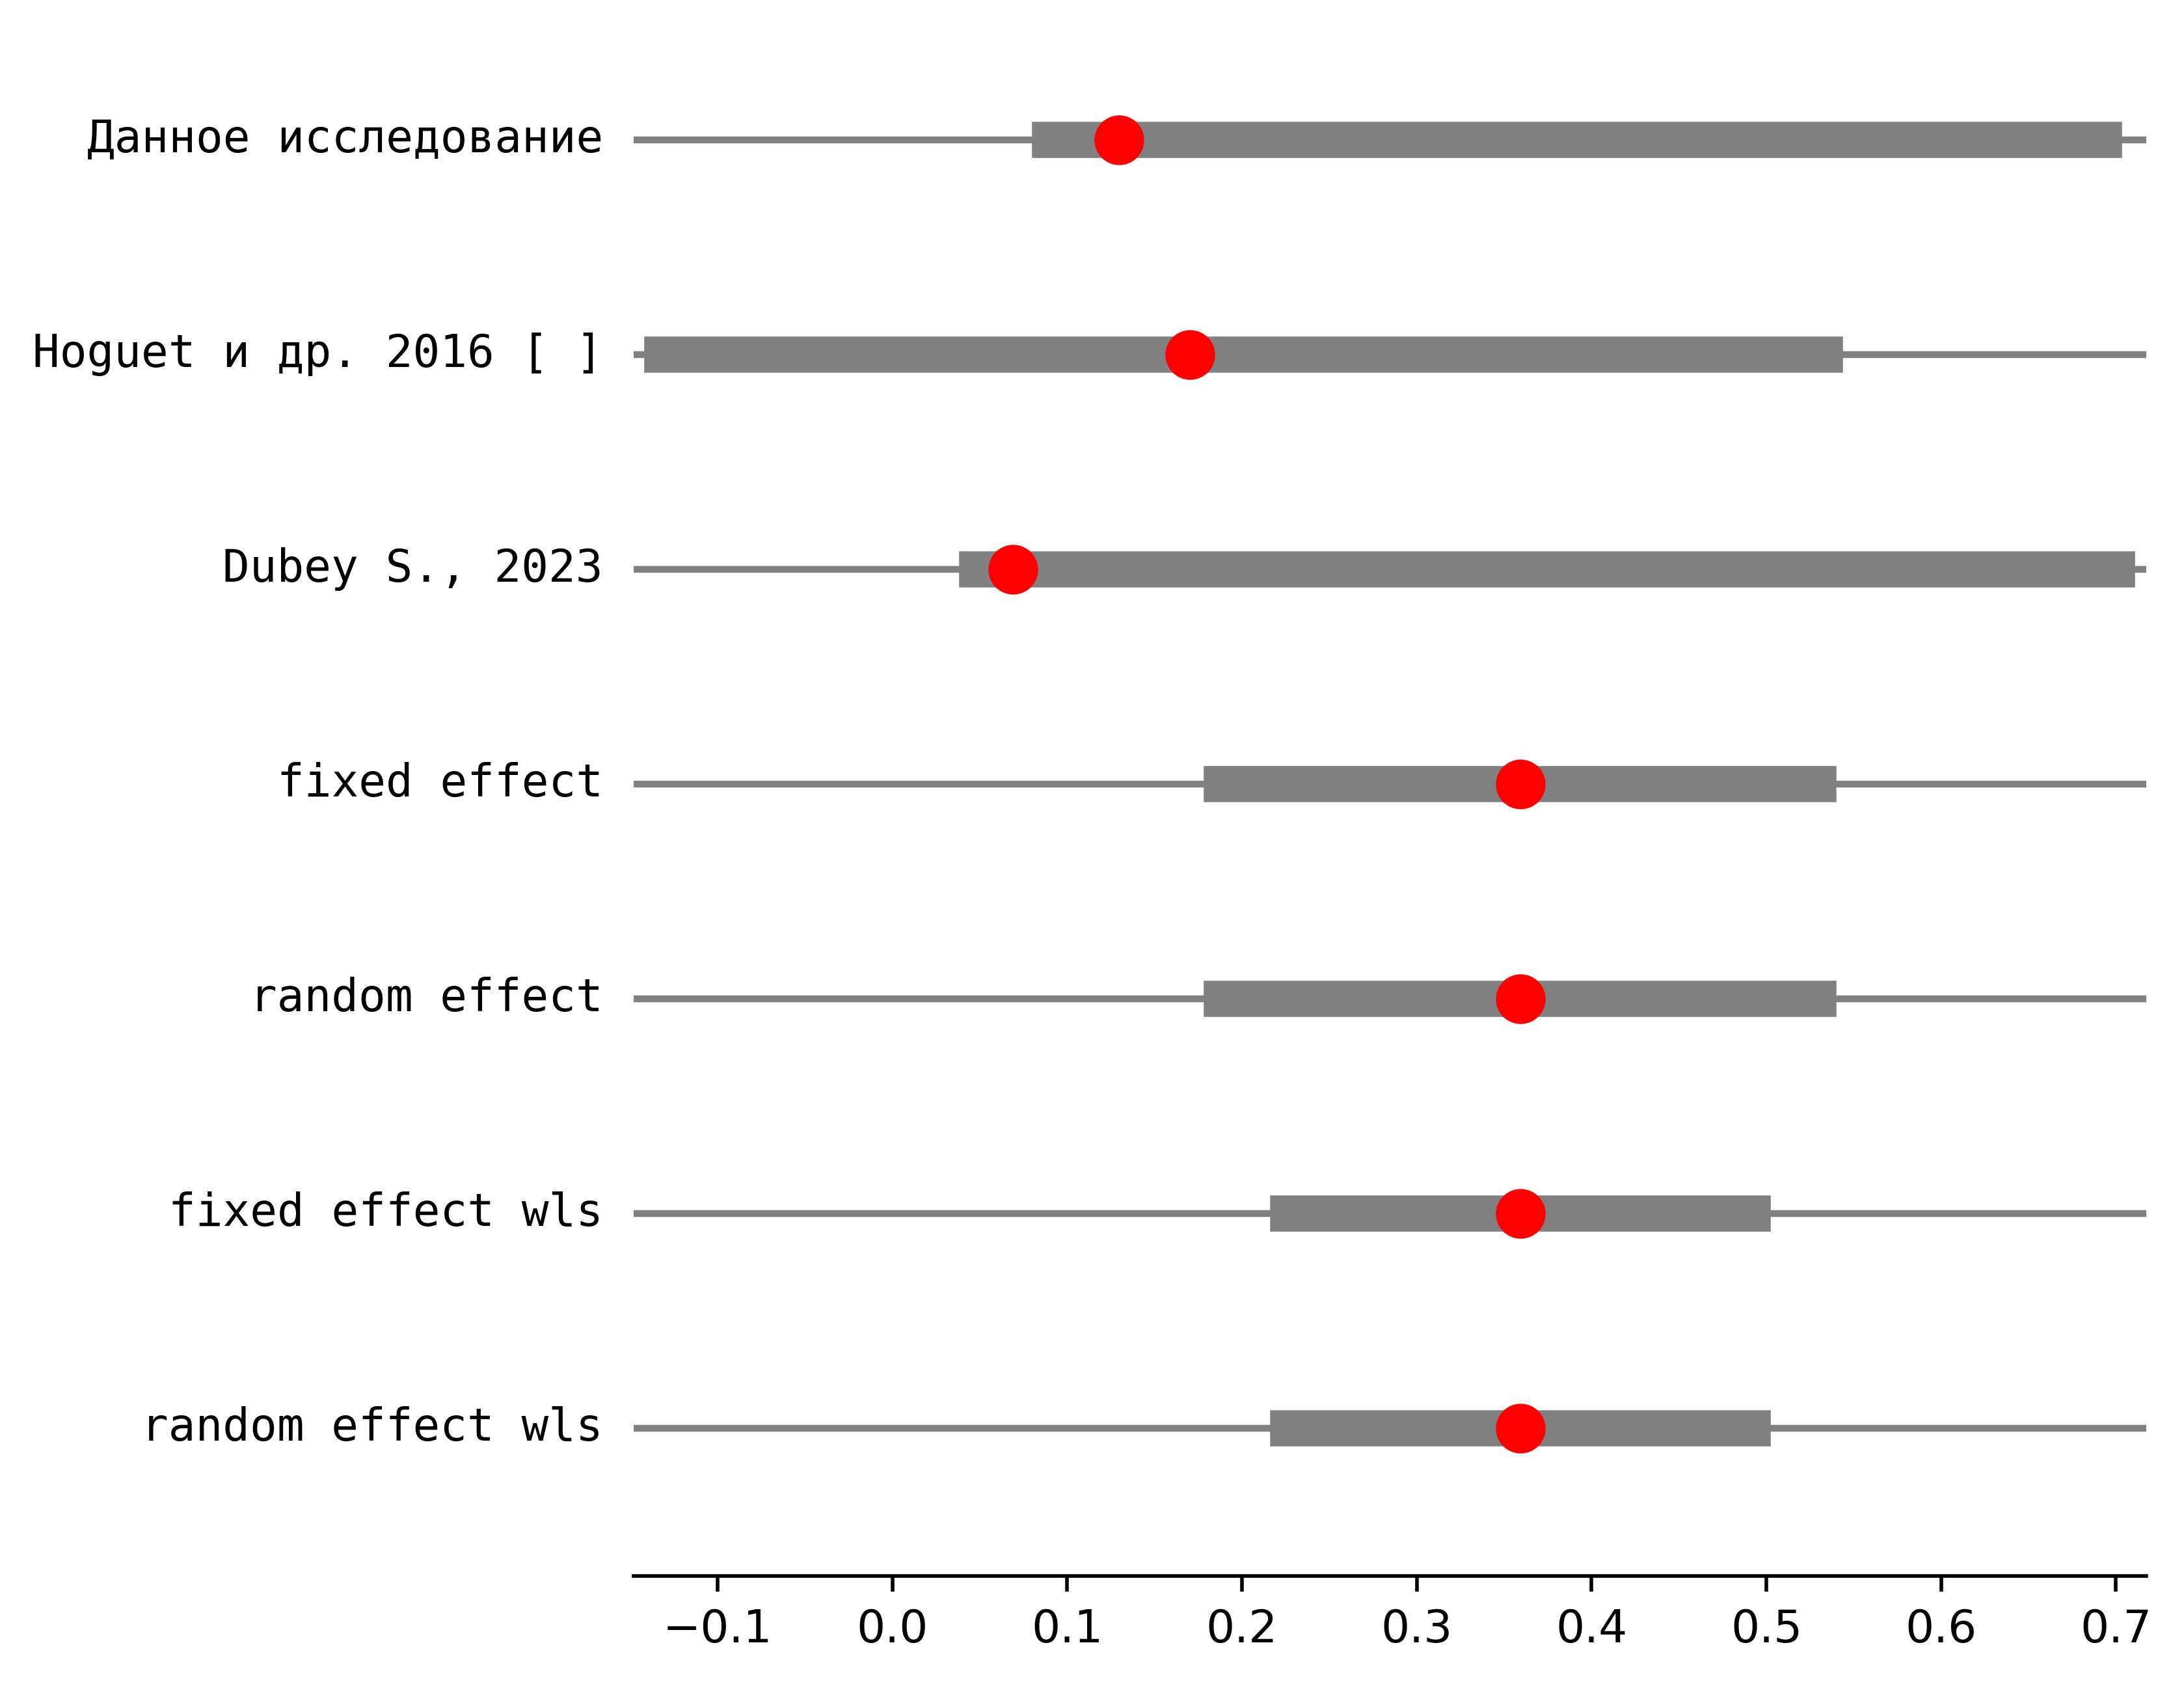 Данное исследование
Hoguet и др. 2016 [ ]
Dubey S., 2023
fixed effect
random effect
fixed effect wls
random effect wls
−0.1 0.0 0.1 0.2 0.3 0.4 0.5 0.6 0.7